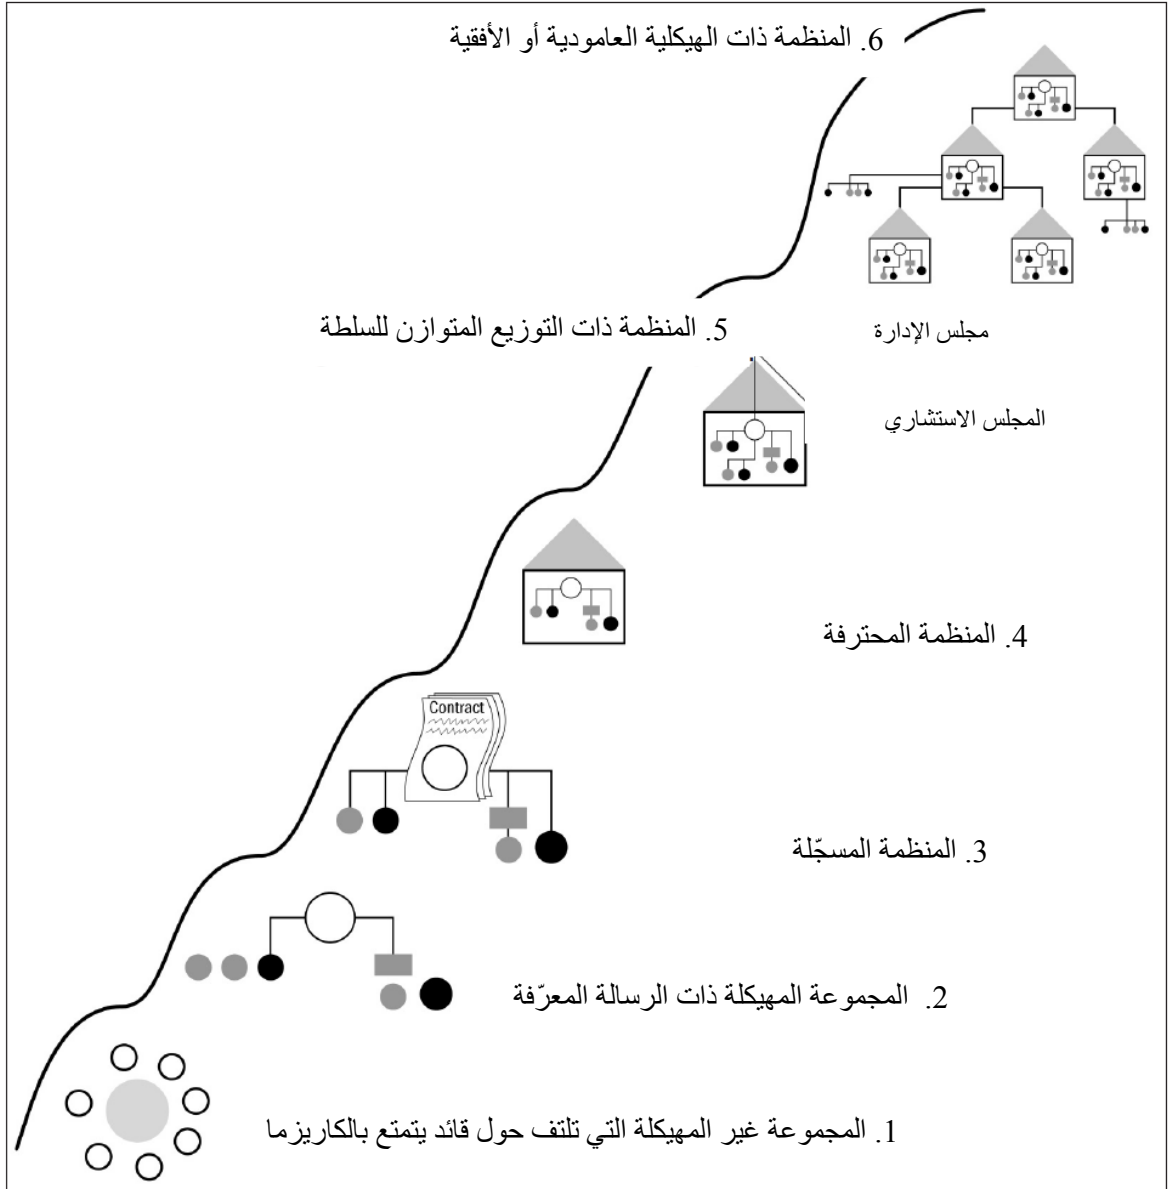 6. المنظمة ذات الهيكلية العامودية أو الأفقية
5. المنظمة ذات التوزيع المتوازن للسلطة
مجلس الإدارة
المجلس الاستشاري
4. المنظمة المحترفة
Contract
3. المنظمة المسجّلة
2. المجموعة المهيكلة ذات الرسالة المعرّفة
1. المجموعة غير المهيكلة التي تلتف حول قائد يتمتع بالكاريزما